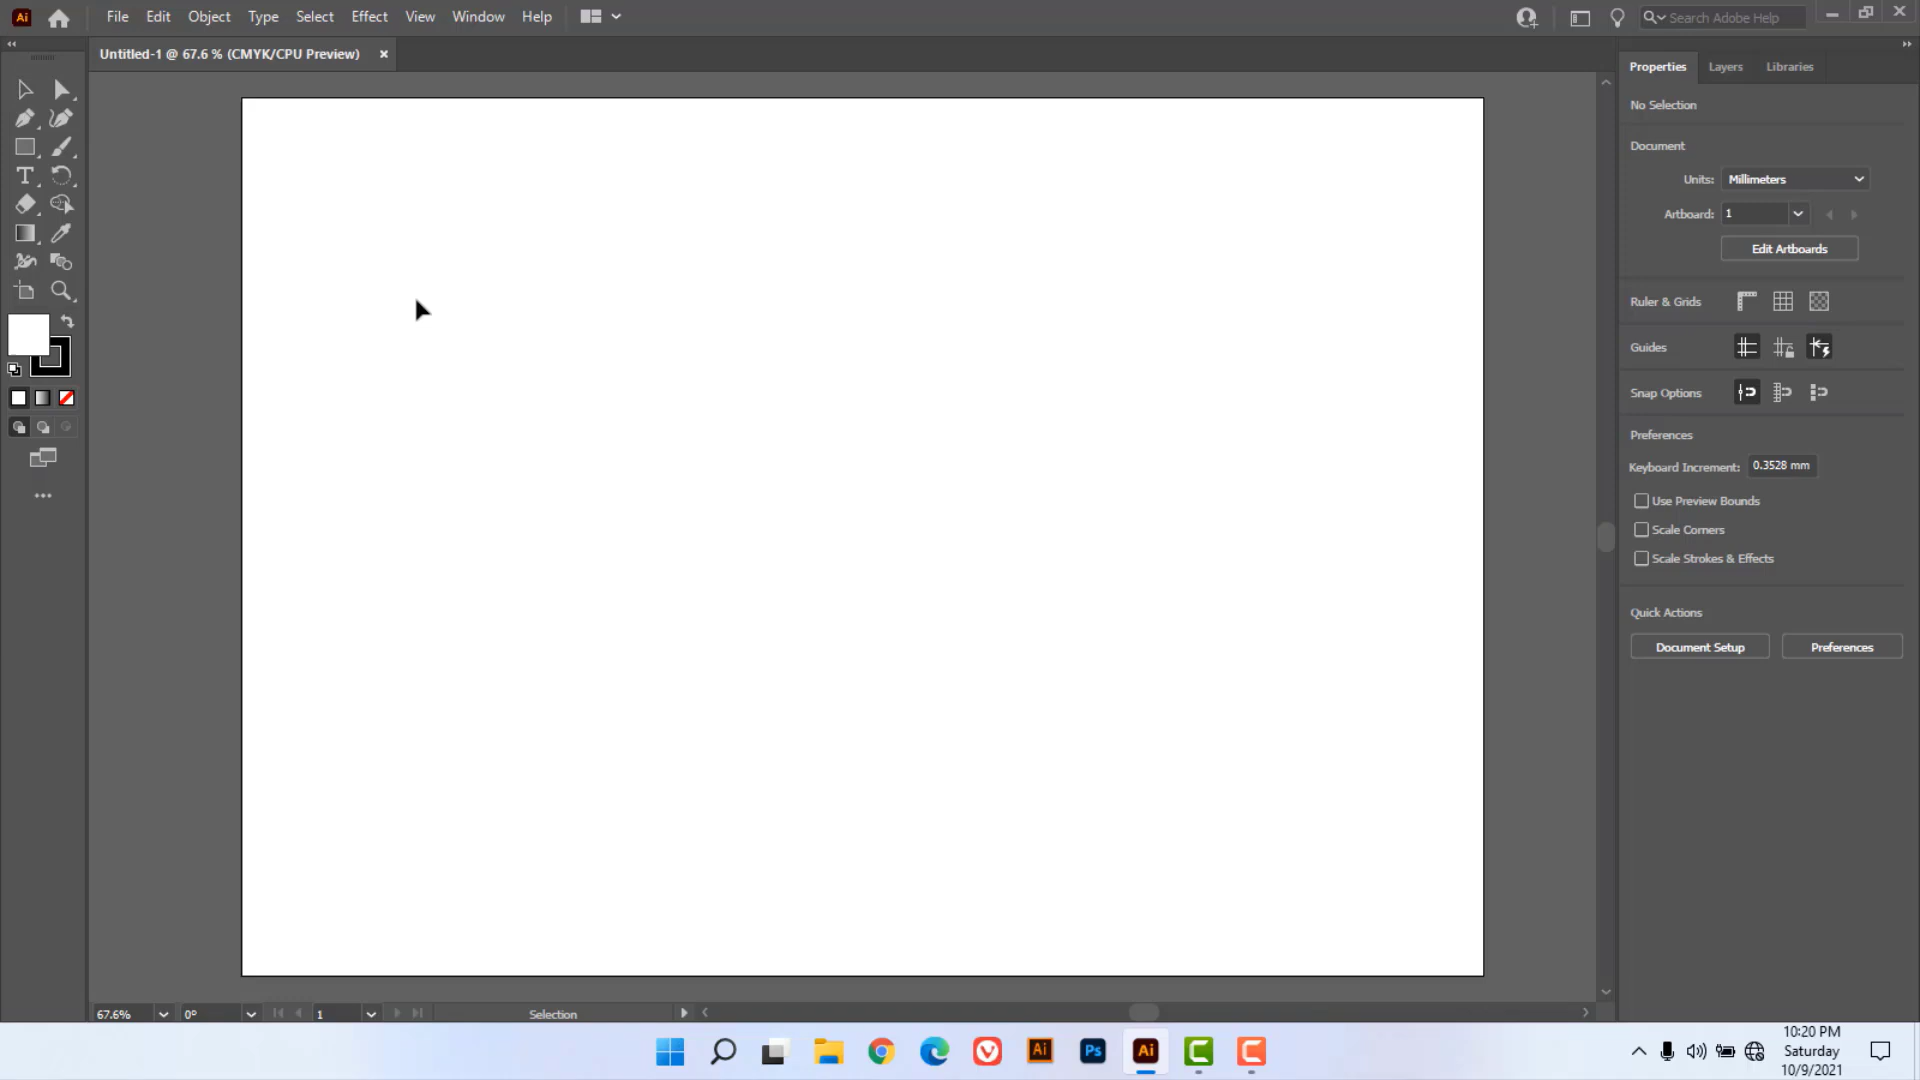 Ai File Edit Object Type Select Effect View Window Help Search Adobe Help
Untitled-1 @ 67.6 % (CMYK/CPU Preview) ×
Properties Layers Libraries
No Selection
Document
Units: Millimeters
Artboard: 1
Edit Artboards
Ruler & Grids
Guides
Snap Options
Preferences
Keyboard Increment: 0.3528 mm
Use Preview Bounds
Scale Corners
Scale Strokes & Effects
Quick Actions
Document Setup Preferences
T
67.6% 0° 1 Selection
Ai Ps Ai
10:20 PM
Saturday
10/9/2021